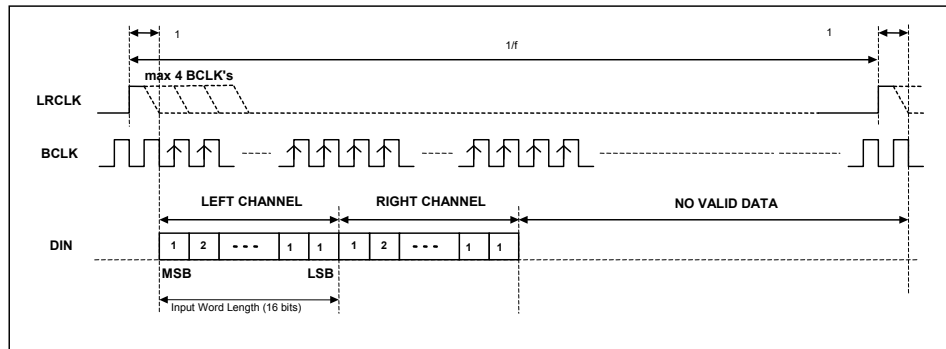 1
1
1/f
max 4 BCLK's
LRCLK
BCLK
LEFT CHANNEL
RIGHT CHANNEL
NO VALID DATA
DIN
1 2 --- 1 1 1 2 --- 1 1
MSB
LSB
Input Word Length (16 bits)